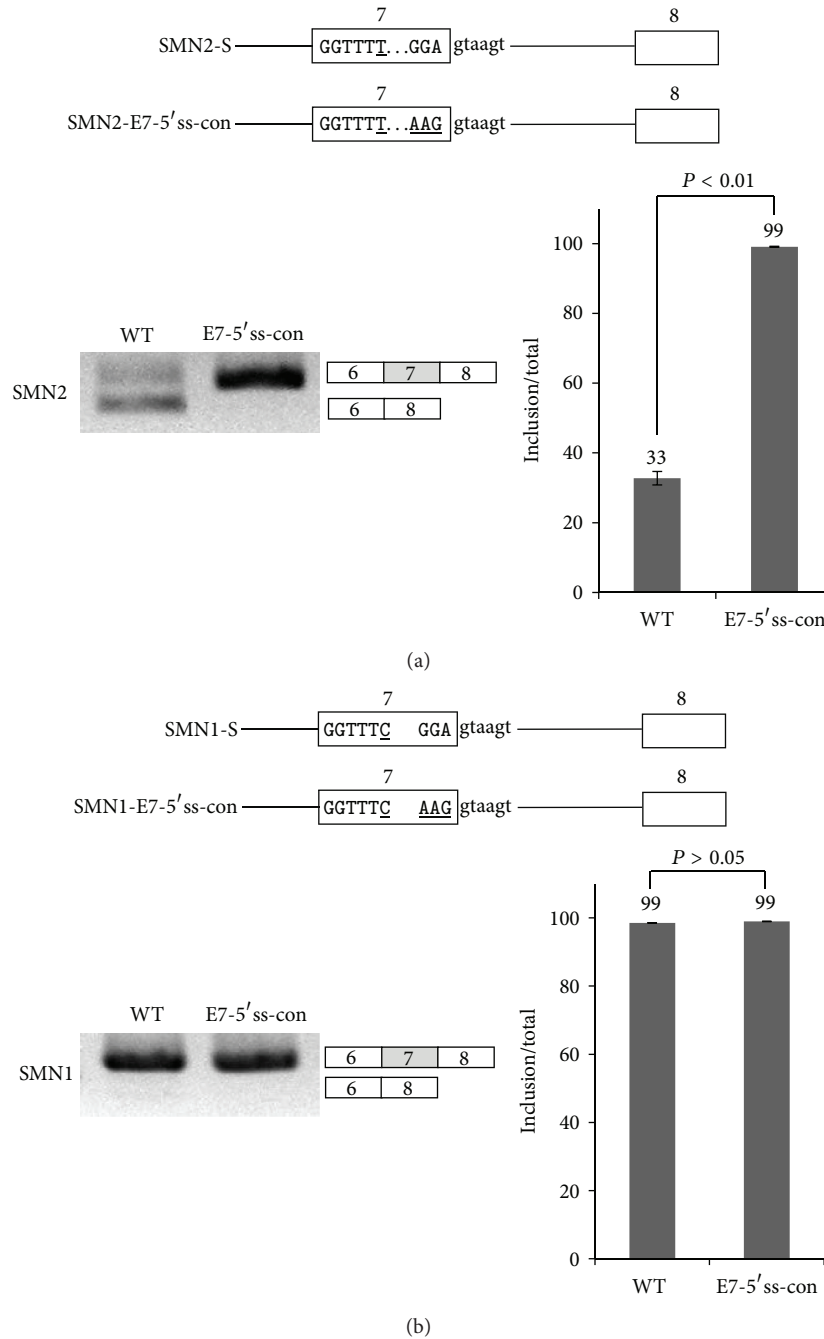 7 8
SMN2-S GGTTTT...GGA gtaagt
7 8
SMN2-E7-5′ss-con GGTTTT...AAG gtaagt
P < 0.01
99
100
80
60
40
20
0
33
Inclusion/total
WT E7-5′ss-con
WT E7-5′ss-con
SMN2
6 7 8
6 8
(a)
7 8
SMN1-S GGTTTC GGA gtaagt
7 8
SMN1-E7-5′ss-con GGTTTC AAG gtaagt
P > 0.05
99 99
100
80
60
40
20
0
Inclusion/total
WT E7-5′ss-con
WT E7-5′ss-con
SMN1
6 7 8
6 8
(b)